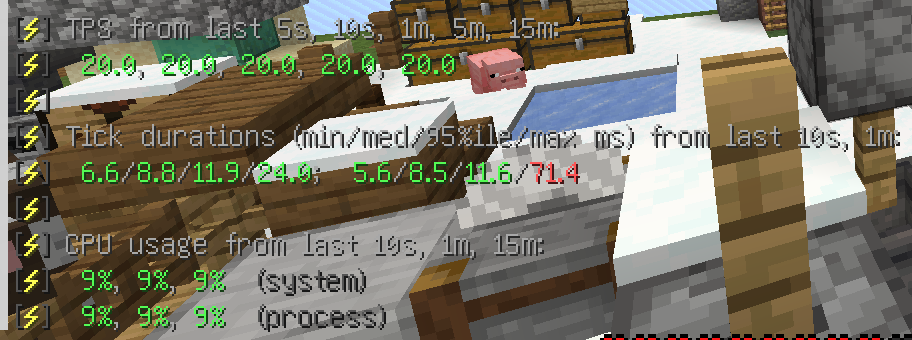 [⚡] TPS from last 5s, 10s, 1m, 5m, 15m:
[⚡] 20.0, 20.0, 20.0, 20.0, 20.0
[⚡]
[⚡] Tick durations (min/med/95%ile/max ms) from last 10s, 1m:
[⚡] 6.6/8.8/11.9/24.0; 5.6/8.5/11.6/71.4
[⚡]
[⚡] CPU usage from last 10s, 1m, 15m:
[⚡] 9%, 9%, 9% (system)
[⚡] 9%, 9%, 9% (process)